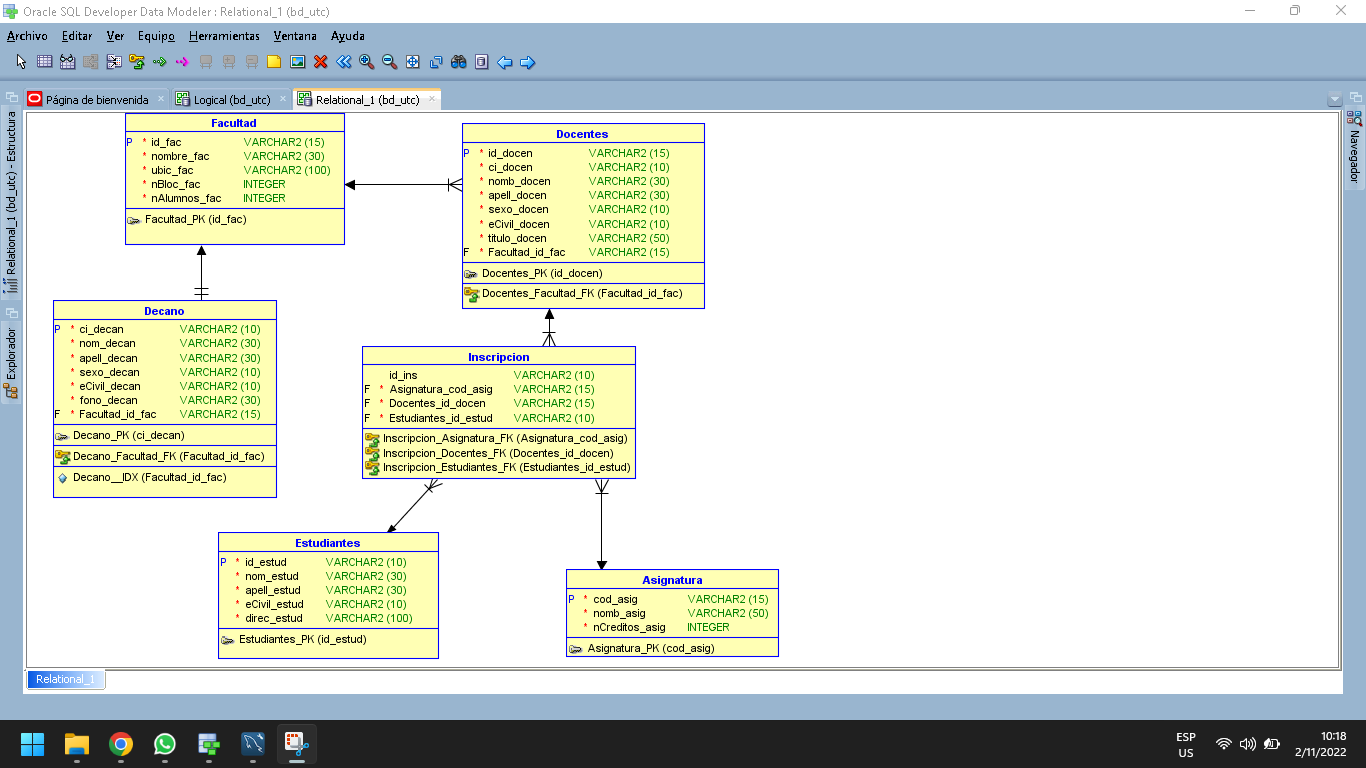 Oracle SQL Developer Data Modeler : Relational_1 (bd_utc)
Archivo Editar Ver Equipo Herramientas Ventana Ayuda
Página de bienvenida
Logical (bd_utc)
Relational_1 (bd_utc)
Relational_1 (bd_utc) - Estructura
Explorador
Navegador
Facultad
P * id_fac VARCHAR2 (15)
* nombre_fac VARCHAR2 (30)
* ubic_fac VARCHAR2 (100)
* nBloc_fac INTEGER
* nAlumnos_fac INTEGER
Facultad_PK (id_fac)
Docentes
P * id_docen VARCHAR2 (15)
* ci_docen VARCHAR2 (10)
* nomb_docen VARCHAR2 (30)
* apell_docen VARCHAR2 (30)
* sexo_docen VARCHAR2 (10)
* eCivil_docen VARCHAR2 (10)
* titulo_docen VARCHAR2 (50)
F * Facultad_id_fac VARCHAR2 (15)
Docentes_PK (id_docen)
Docentes_Facultad_FK (Facultad_id_fac)
Decano
P * ci_decan VARCHAR2 (10)
* nom_decan VARCHAR2 (30)
* apell_decan VARCHAR2 (30)
* sexo_decan VARCHAR2 (10)
* eCivil_decan VARCHAR2 (10)
* fono_decan VARCHAR2 (30)
F * Facultad_id_fac VARCHAR2 (15)
Decano_PK (ci_decan)
Decano_Facultad_FK (Facultad_id_fac)
Decano__IDX (Facultad_id_fac)
Inscripcion
id_ins VARCHAR2 (10)
F * Asignatura_cod_asig VARCHAR2 (15)
F * Docentes_id_docen VARCHAR2 (15)
F * Estudiantes_id_estud VARCHAR2 (10)
Inscripcion_Asignatura_FK (Asignatura_cod_asig)
Inscripcion_Docentes_FK (Docentes_id_docen)
Inscripcion_Estudiantes_FK (Estudiantes_id_estud)
Estudiantes
P * id_estud VARCHAR2 (10)
* nom_estud VARCHAR2 (30)
* apell_estud VARCHAR2 (30)
* eCivil_estud VARCHAR2 (10)
* direc_estud VARCHAR2 (100)
Estudiantes_PK (id_estud)
Asignatura
P * cod_asig VARCHAR2 (15)
* nomb_asig VARCHAR2 (50)
* nCreditos_asig INTEGER
Asignatura_PK (cod_asig)
Relational_1
ESP
US
10:18
2/11/2022